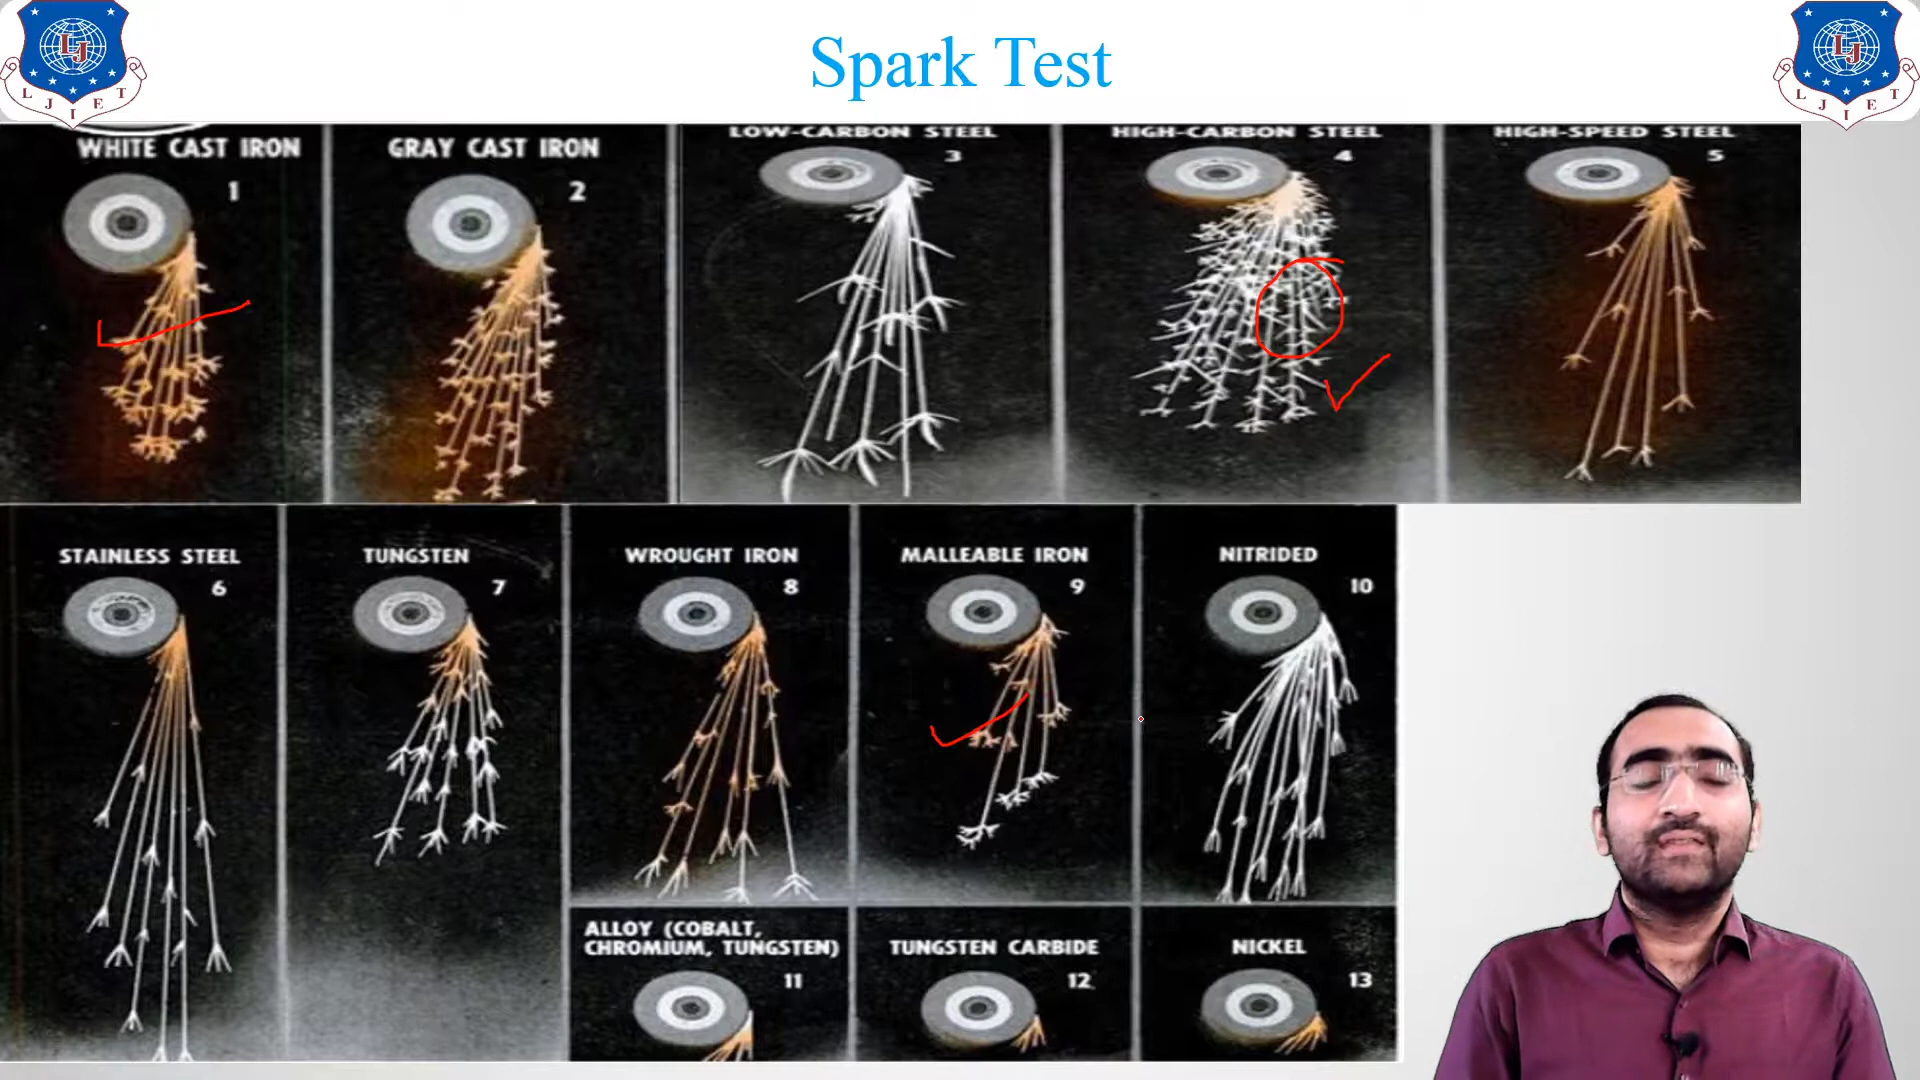 Spark Test
LJ
L J I E T
LJ
L J I E T
WHITE CAST IRON
1
GRAY CAST IRON
2
LOW-CARBON STEEL
3
HIGH-CARBON STEEL
4
HIGH-SPEED STEEL
5
STAINLESS STEEL
6
TUNGSTEN
7
WROUGHT IRON
8
MALLEABLE IRON
9
NITRIDED
10
ALLOY (COBALT,
CHROMIUM, TUNGSTEN)
11
TUNGSTEN CARBIDE
12
NICKEL
13